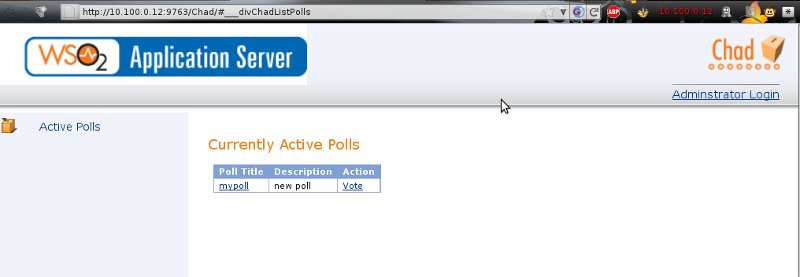 http://10.100.0.12:9763/Chad/#___divChadListPolls
ABP
10.100.0.12
WSO2 Application Server
Chad
Adminstrator Login
Active Polls
Currently Active Polls
Poll Title Description Action
mypoll new poll Vote